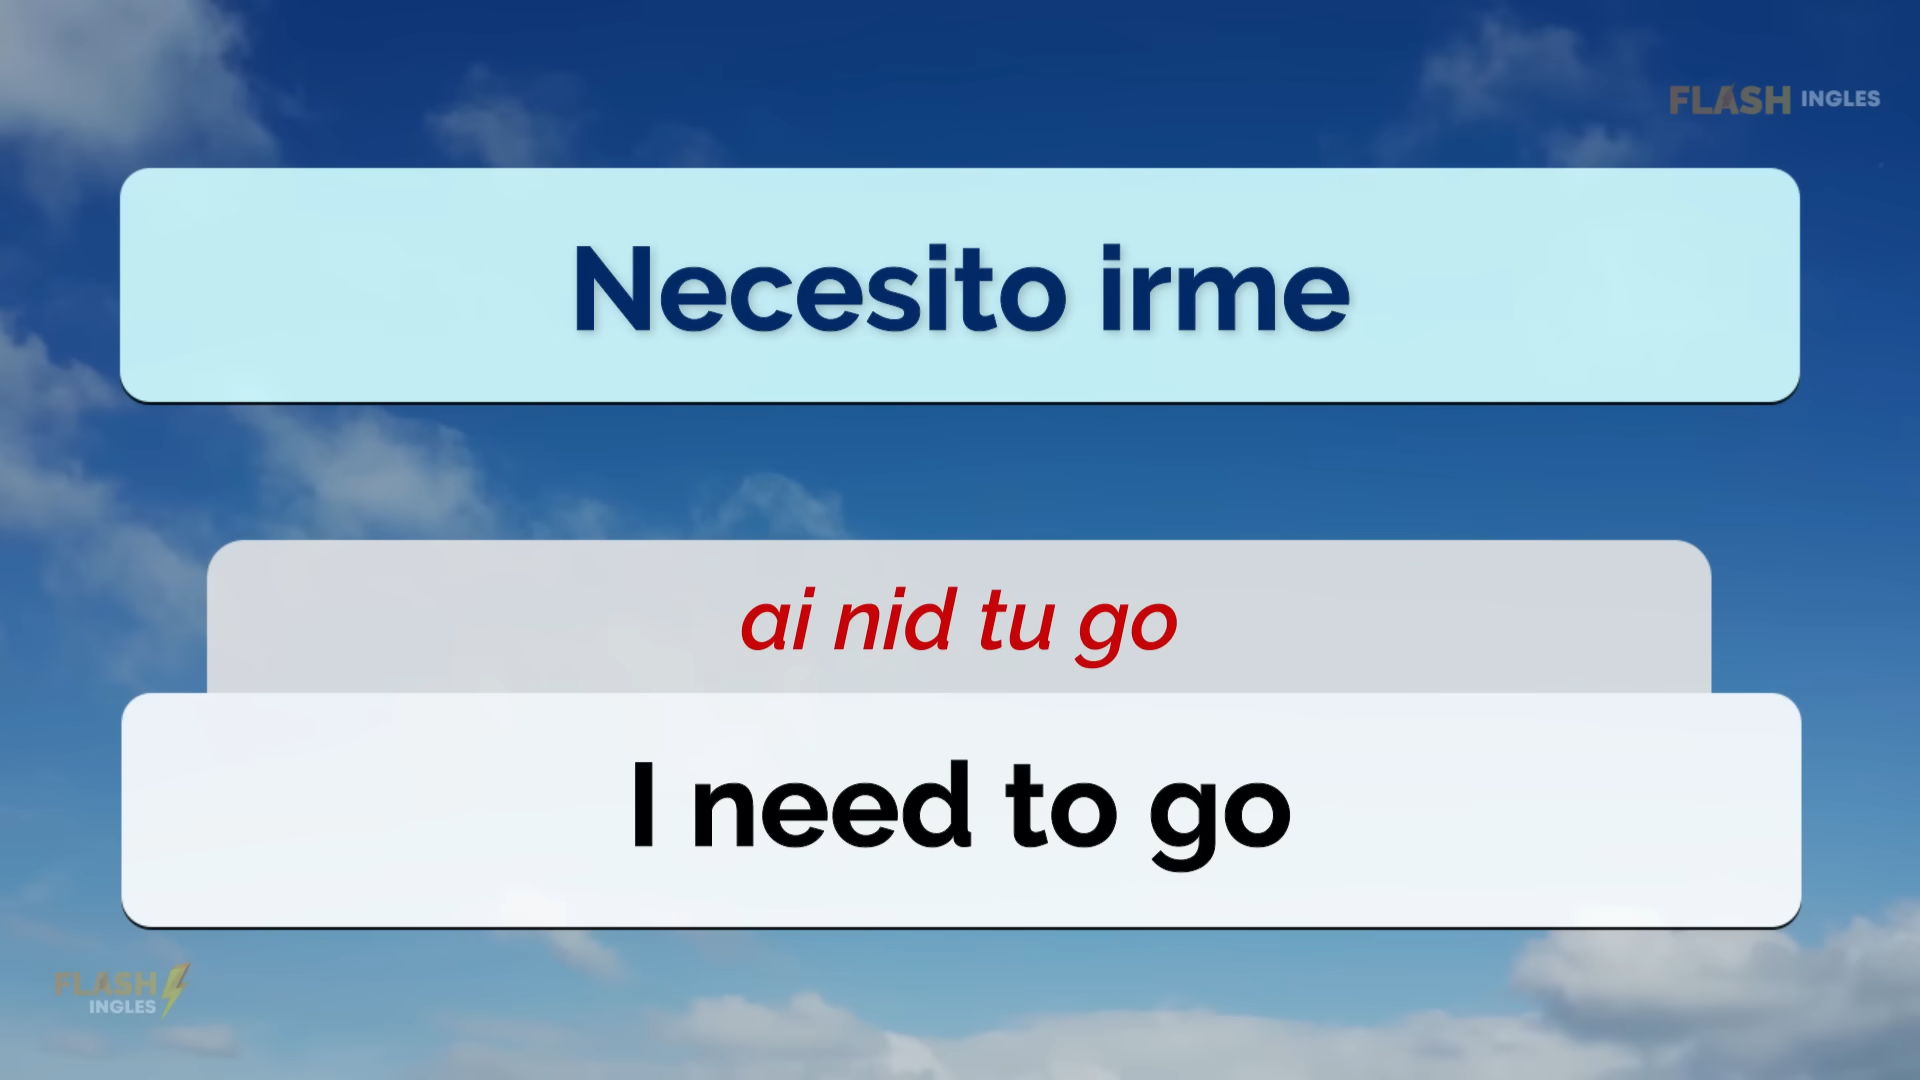 FLASH INGLES
Necesito irme
ai nid tu go
I need to go
FLASH
INGLES